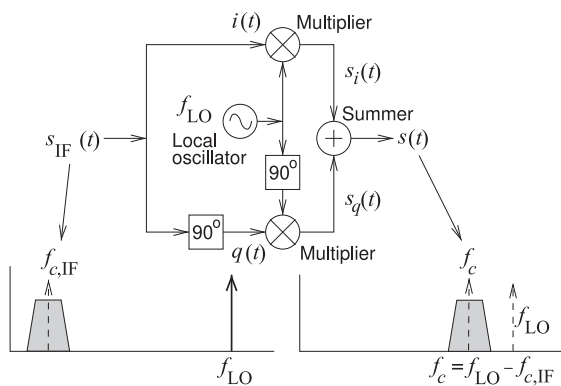 i(t)
Multiplier
s_i(t)
f_LO
Local
oscillator
Summer
s_IF (t)
+
s(t)
90°
s_q(t)
90°
q(t)
Multiplier
f_c,IF
f_c
f_LO
f_LO
f_c = f_LO − f_c,IF